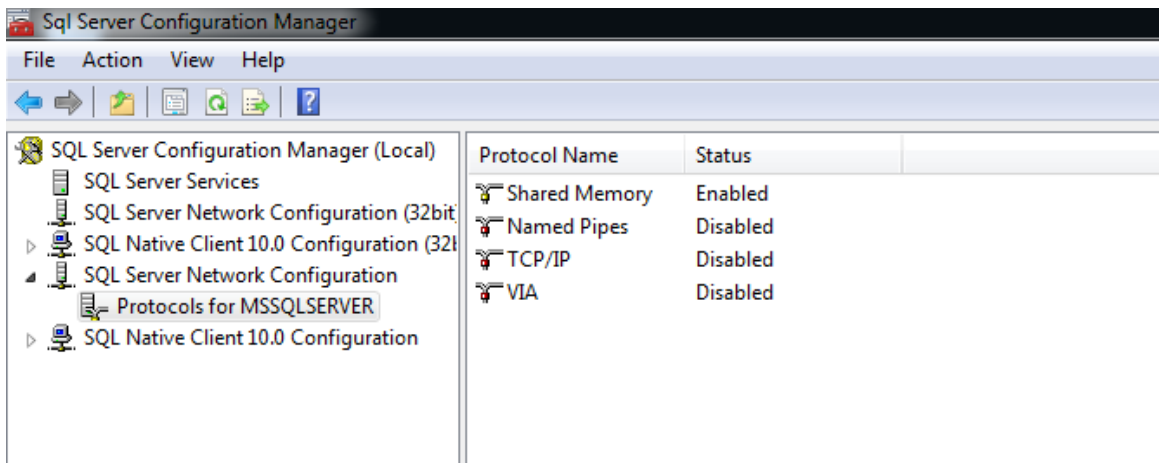 Sql Server Configuration Manager
File Action View Help
SQL Server Configuration Manager (Local)
SQL Server Services
SQL Server Network Configuration (32bit
SQL Native Client 10.0 Configuration (32b
SQL Server Network Configuration
Protocols for MSSQLSERVER
SQL Native Client 10.0 Configuration
Protocol Name Status
Shared Memory Enabled
Named Pipes Disabled
TCP/IP Disabled
VIA Disabled